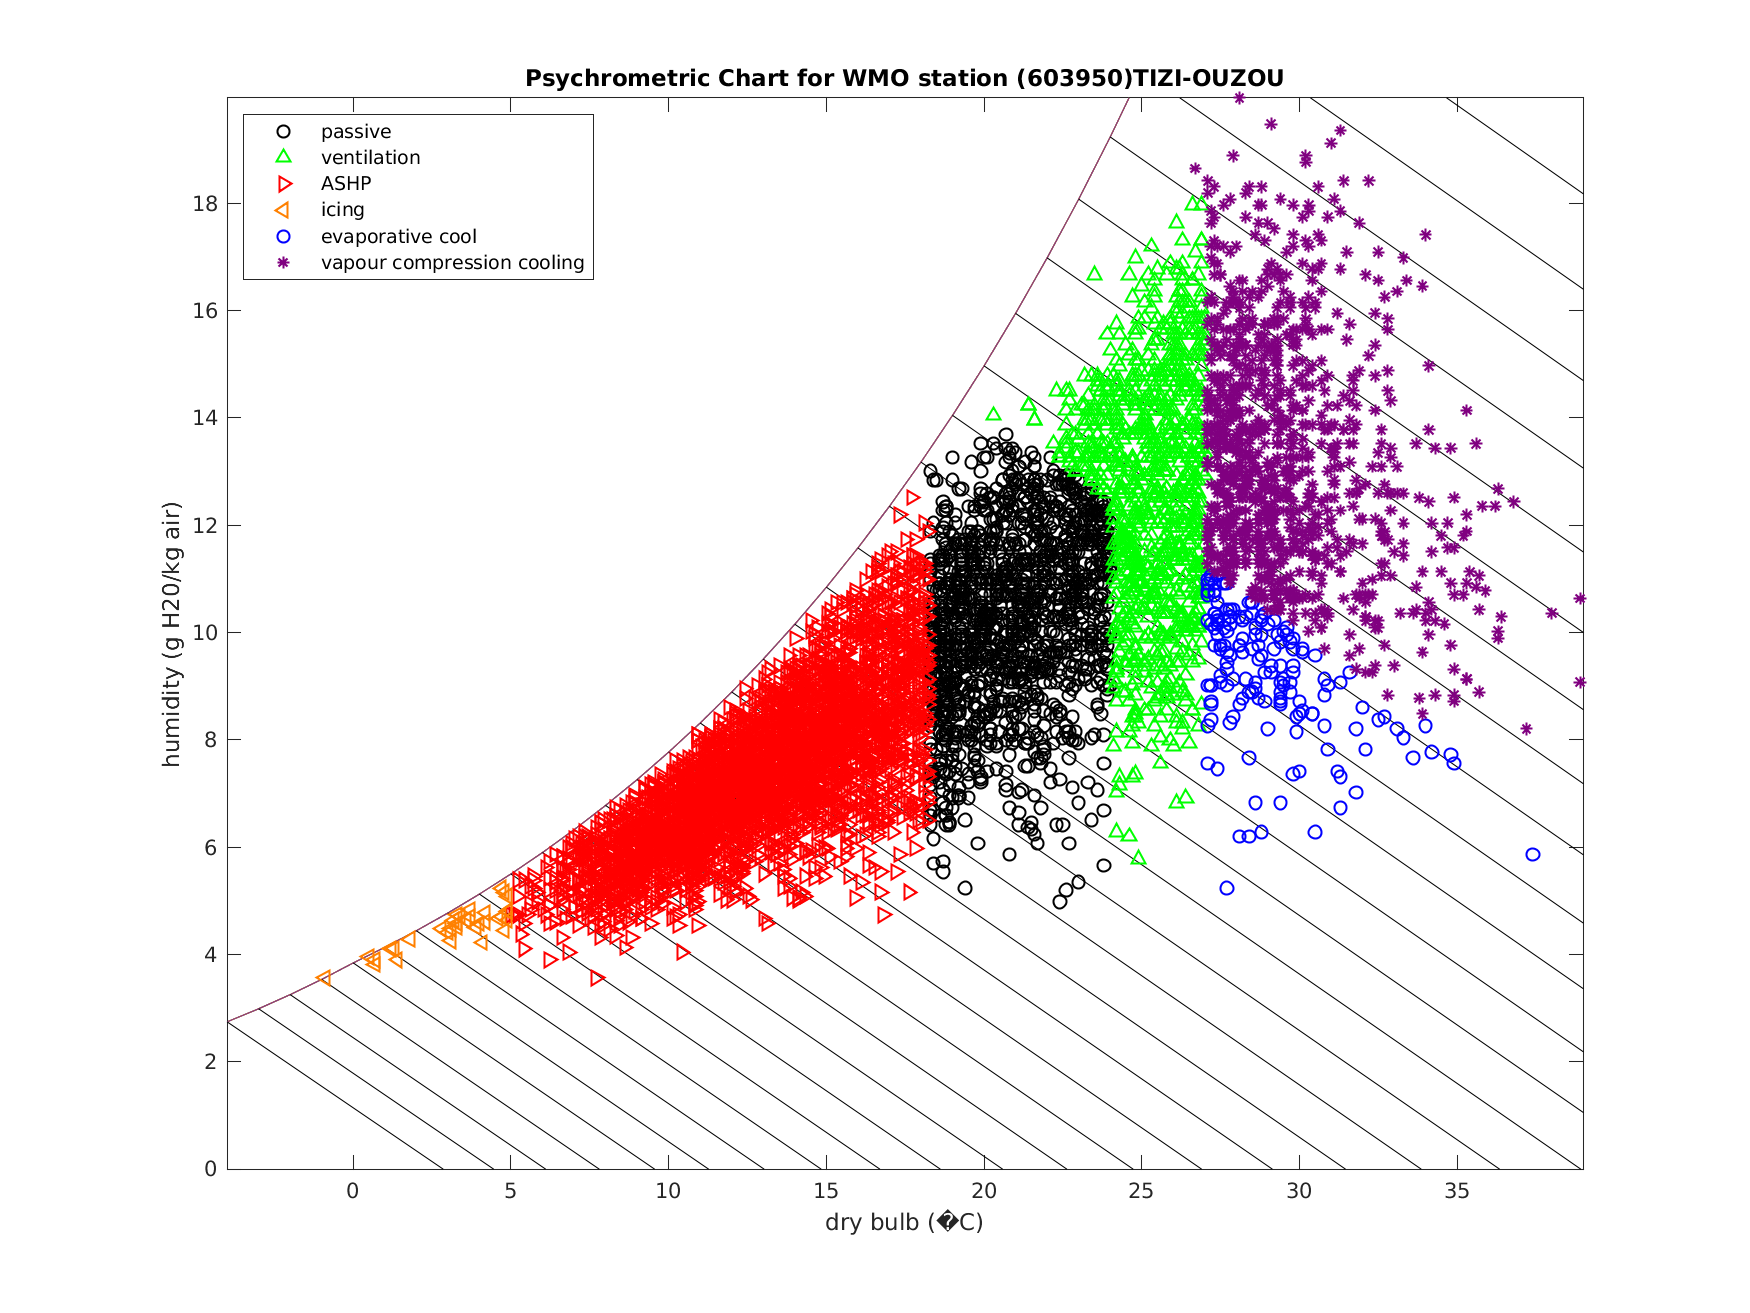 Psychrometric Chart for WMO station (603950)TIZI-OUZOU
passive
ventilation
ASHP
icing
evaporative cool
vapour compression cooling
humidity (g H20/kg air)
18
16
14
12
10
8
6
4
2
0
0 5 10 15 20 25 30 35
dry bulb (�C)